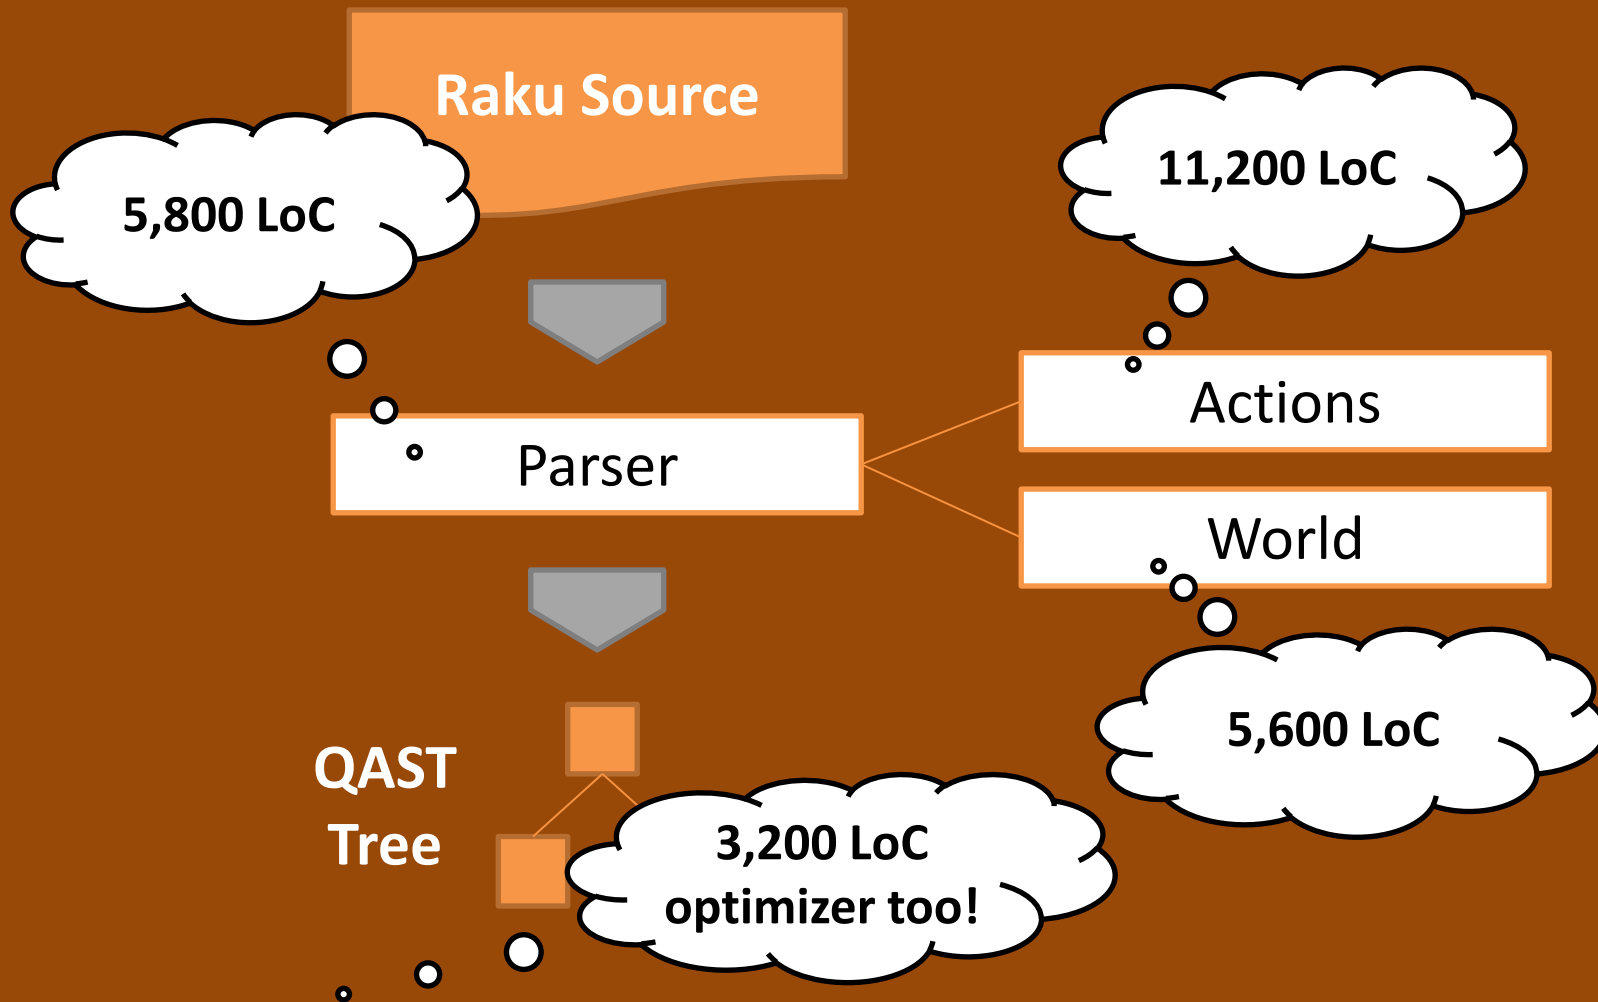 Raku Source
5,800 LoC
11,200 LoC
Actions
Parser
World
5,600 LoC
QAST
Tree
3,200 LoC
optimizer too!